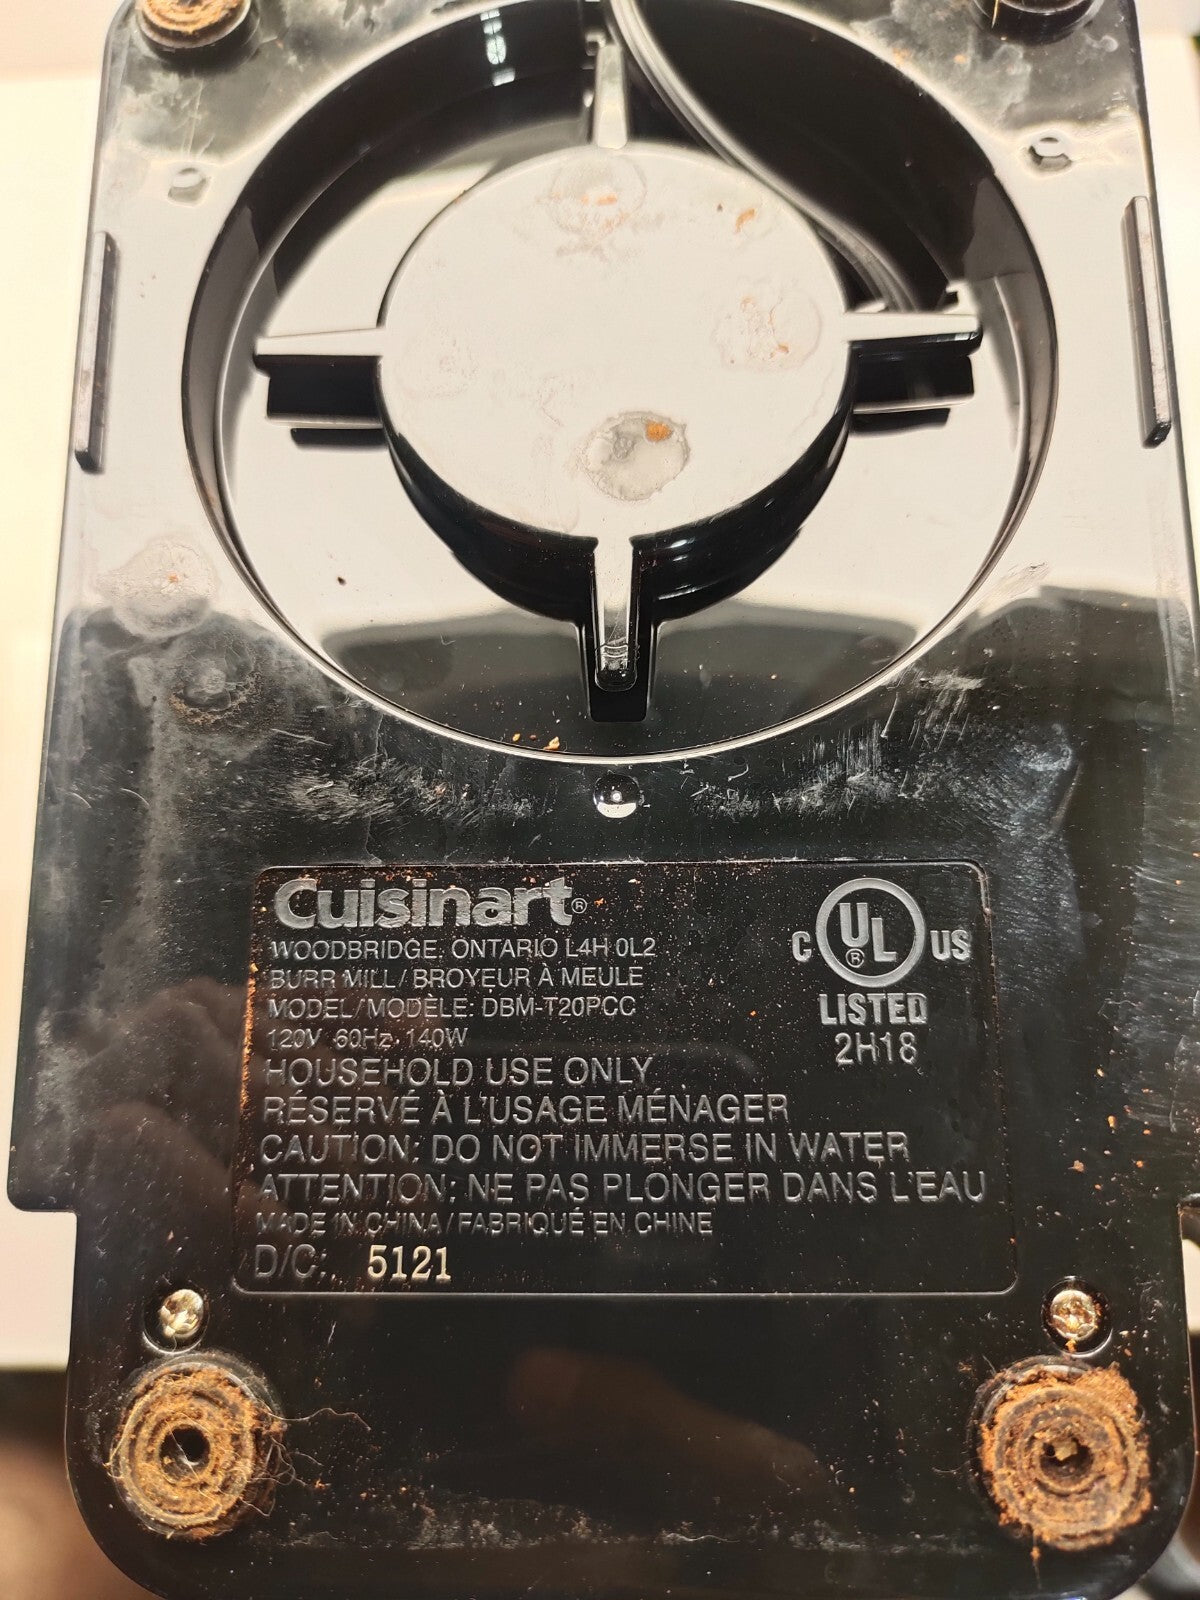 Cuisinart®
WOODBRIDGE, ONTARIO L4H 0L2
BURR MILL/BROYEUR À MEULE
MODEL/MODÈLE: DBM-T20PCC
120V 60Hz 140W
HOUSEHOLD USE ONLY
RÉSERVÉ À L'USAGE MÉNAGER
CAUTION: DO NOT IMMERSE IN WATER
ATTENTION: NE PAS PLONGER DANS L'EAU
MADE IN CHINA/FABRIQUÉ EN CHINE
D/C: 5121
C UL® US
LISTED
2H18